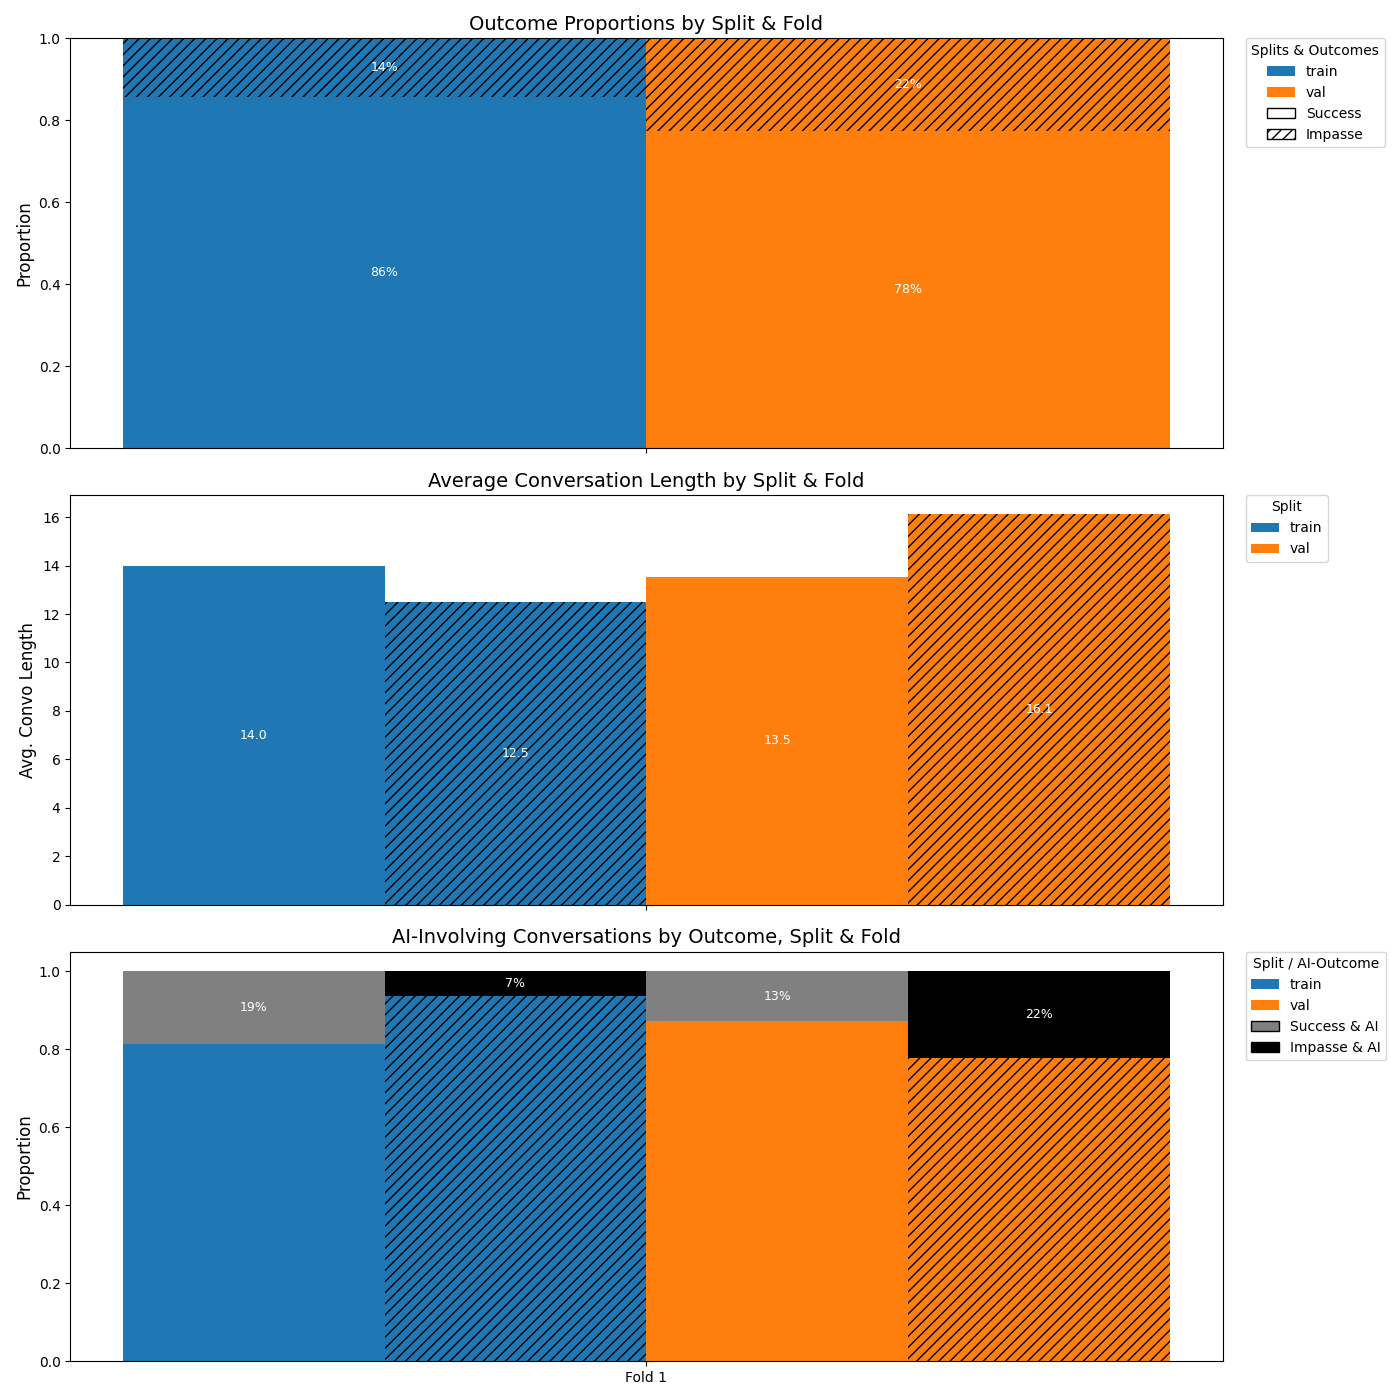 Outcome Proportions by Split & Fold
1.0
0.8
0.6
0.4
0.2
0.0
Proportion
14%
22%
86%
78%
Splits & Outcomes
train
val
Success
Impasse
Average Conversation Length by Split & Fold
16
14
12
10
8
6
4
2
0
Avg. Convo Length
14.0
12.5
13.5
16.1
Split
train
val
AI-Involving Conversations by Outcome, Split & Fold
1.0
0.8
0.6
0.4
0.2
0.0
Proportion
19%
7%
13%
22%
Fold 1
Split / AI-Outcome
train
val
Success & AI
Impasse & AI